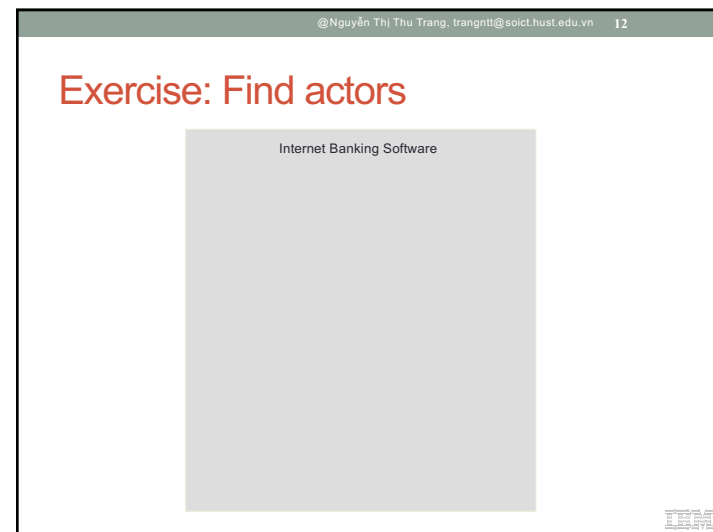 @Nguyễn Thị Thu Trang, trangntt@soict.hust.edu.vn 12
Exercise: Find actors
Internet Banking Software